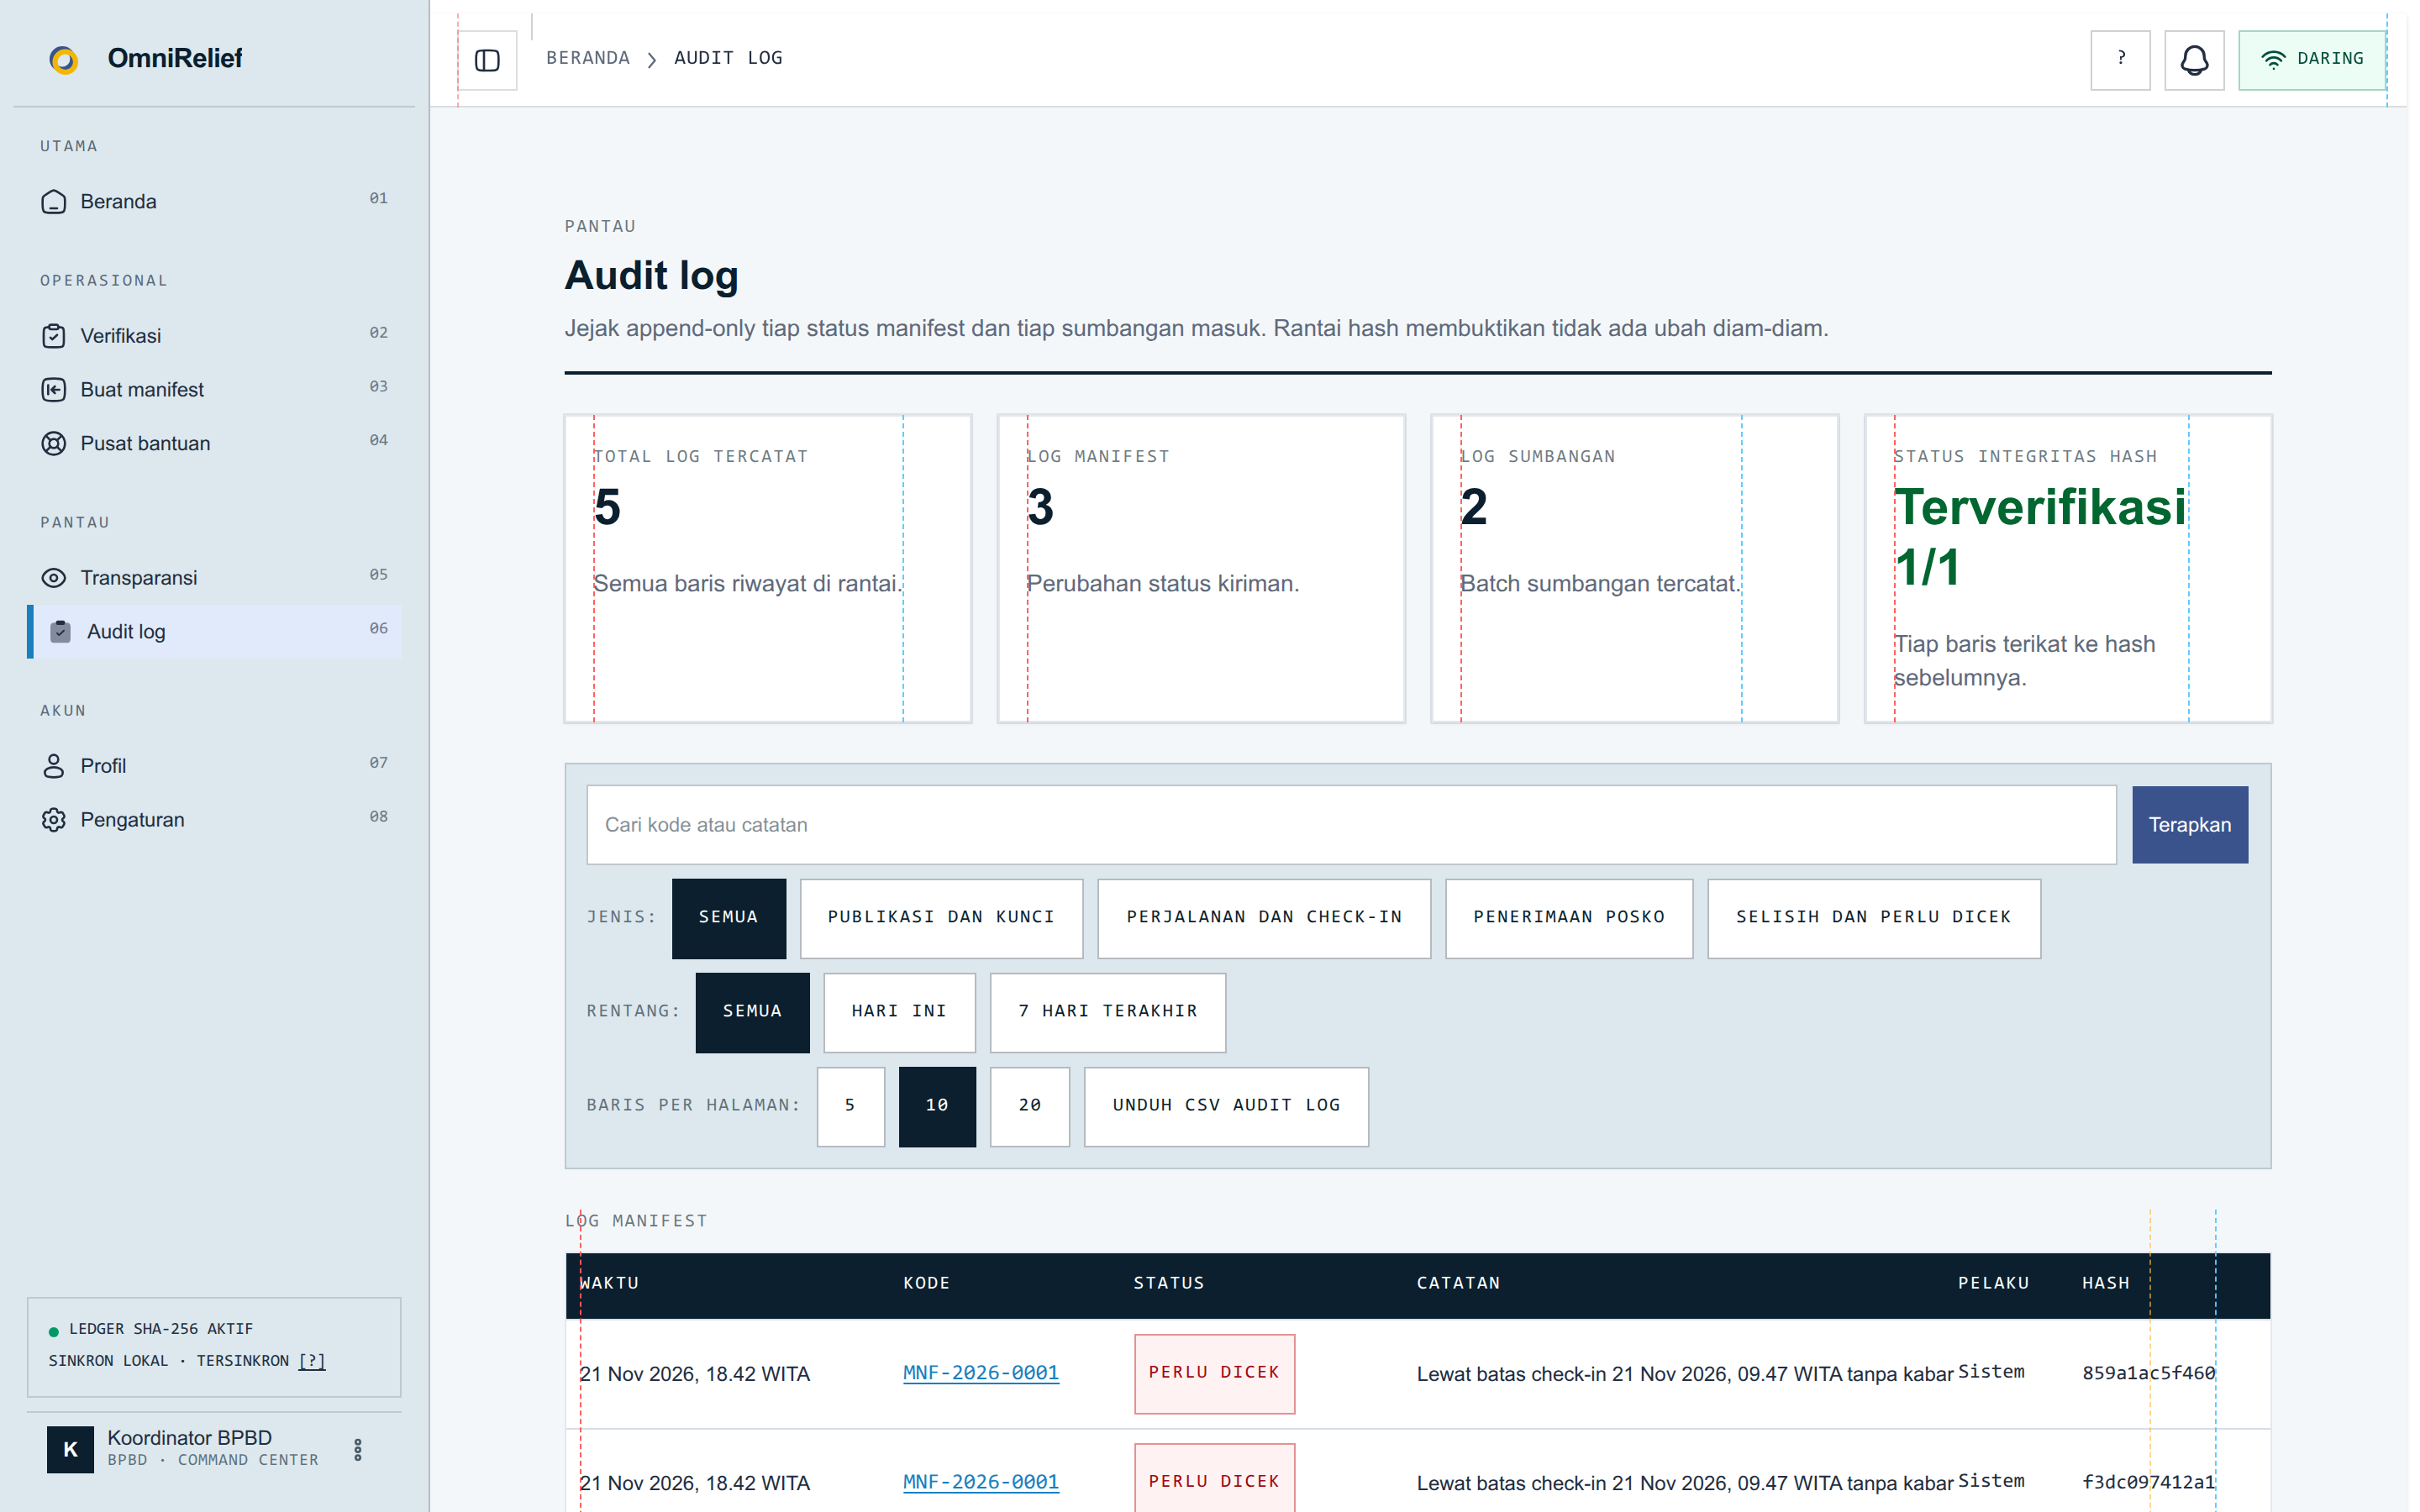 OmniRelief
UTAMA
Beranda 01
OPERASIONAL
Verifikasi 02
Buat manifest 03
Pusat bantuan 04
PANTAU
Transparansi 05
Audit log 06
AKUN
Profil 07
Pengaturan 08
LEDGER SHA-256 AKTIF
SINKRON LOKAL · TERSINKRON [?]
K
Koordinator BPBD
BPBD · COMMAND CENTER
BERANDA > AUDIT LOG
?
DARING
PANTAU
Audit log
Jejak append-only tiap status manifest dan tiap sumbangan masuk. Rantai hash membuktikan tidak ada ubah diam-diam.
TOTAL LOG TERCATAT
5
Semua baris riwayat di rantai.
LOG MANIFEST
3
Perubahan status kiriman.
LOG SUMBANGAN
2
Batch sumbangan tercatat.
STATUS INTEGRITAS HASH
Terverifikasi
1/1
Tiap baris terikat ke hash
sebelumnya.
Cari kode atau catatan
Terapkan
JENIS: SEMUA PUBLIKASI DAN KUNCI PERJALANAN DAN CHECK-IN PENERIMAAN POSKO SELISIH DAN PERLU DICEK
RENTANG: SEMUA HARI INI 7 HARI TERAKHIR
BARIS PER HALAMAN: 5 10 20 UNDUH CSV AUDIT LOG
LOG MANIFEST
WAKTU KODE STATUS CATATAN PELAKU HASH
21 Nov 2026, 18.42 WITA MNF-2026-0001 PERLU DICEK Lewat batas check-in 21 Nov 2026, 09.47 WITA tanpa kabar Sistem 859a1ac5f460
21 Nov 2026, 18.42 WITA MNF-2026-0001 PERLU DICEK Lewat batas check-in 21 Nov 2026, 09.47 WITA tanpa kabar Sistem f3dc097412a1